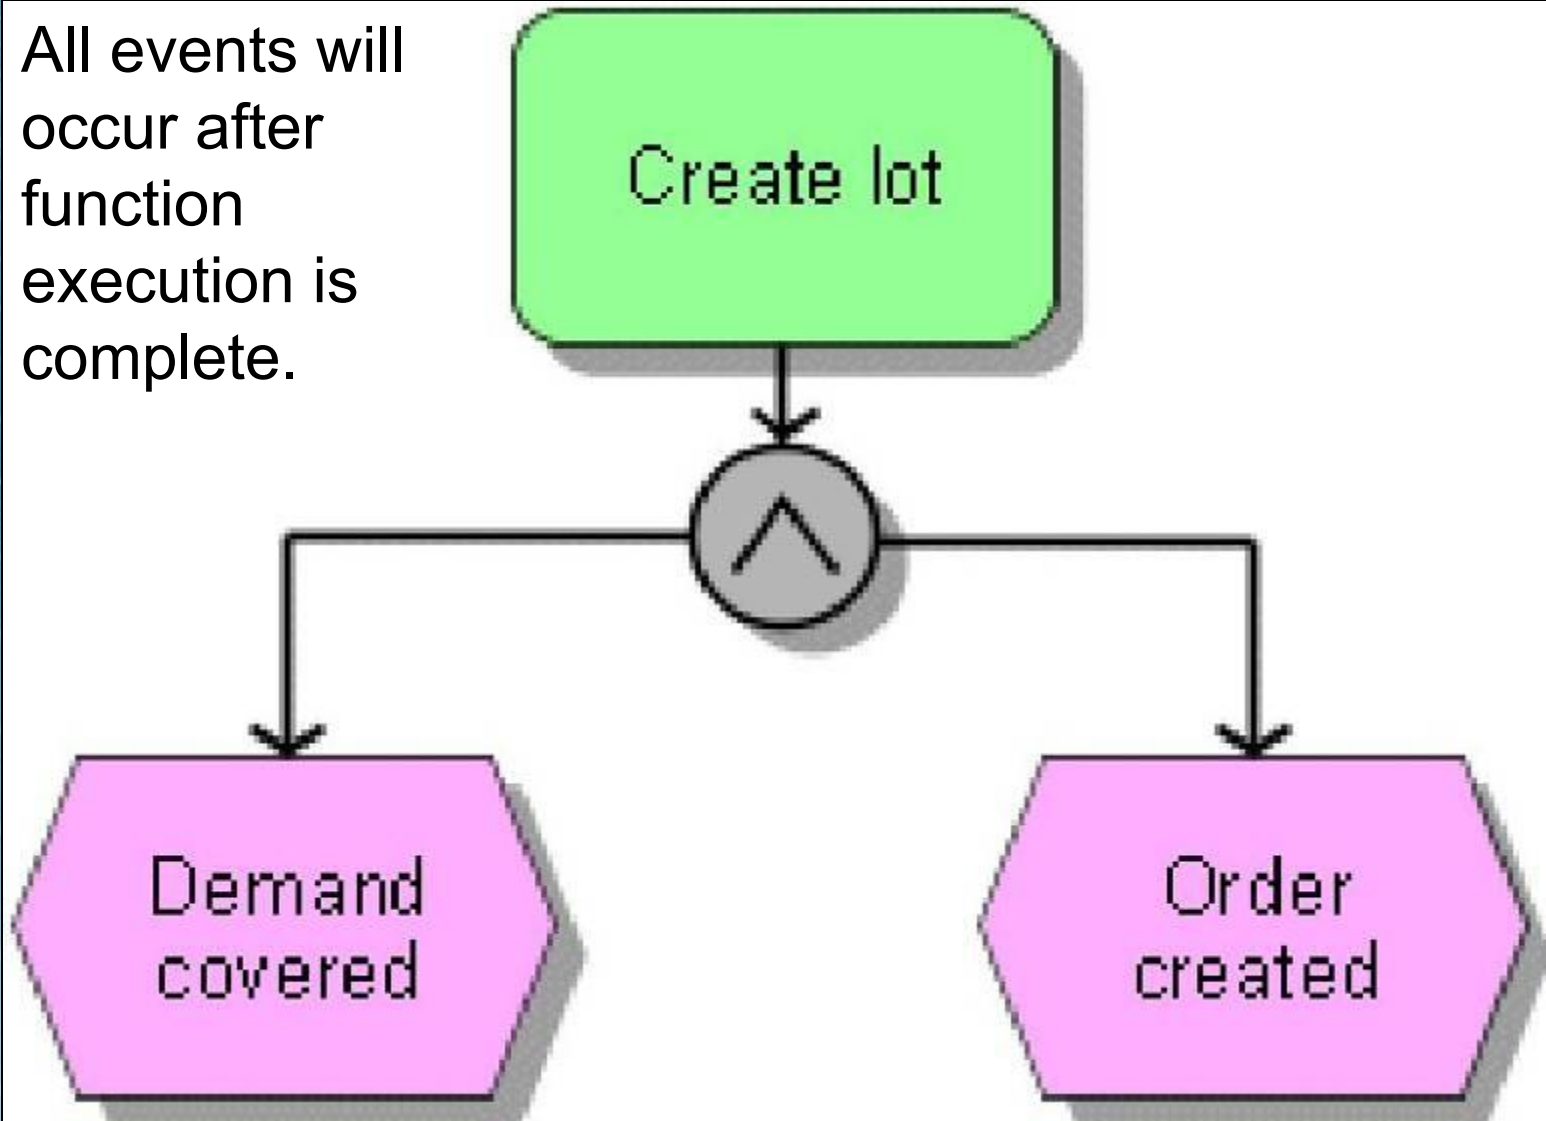 All events will
occur after
function
execution is
complete.
Create lot
Demand
covered
Order
created